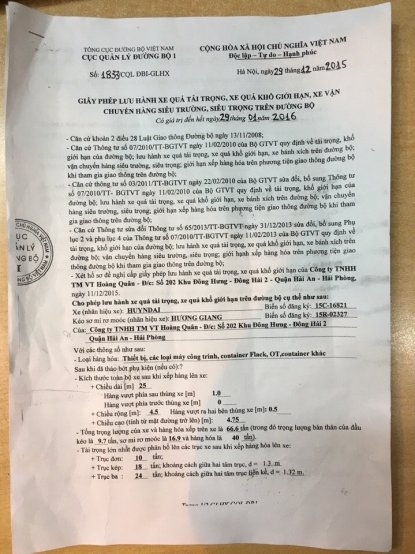 TỔNG CỤC ĐƯỜNG BỘ VIỆT NAM
CỤC QUẢN LÝ ĐƯỜNG BỘ I
CỘNG HÒA XÃ HỘI CHỦ NGHĨA VIỆT NAM
Độc lập – Tự do – Hạnh phúc
Số: 1859/CQL ĐBI-GLHX
Hà Nội, ngày 29 tháng 12 năm 2015
GIẤY PHÉP LƯU HÀNH XE QUÁ TẢI TRỌNG, XE QUÁ KHỔ GIỚI HẠN, XE VẬN
CHUYỂN HÀNG SIÊU TRƯỜNG, SIÊU TRỌNG TRÊN ĐƯỜNG BỘ
Có giá trị đến hết ngày 29 tháng 01 năm 2016
- Căn cứ khoản 2 điều 28 Luật Giao thông Đường bộ ngày 13/11/2008;
- Căn cứ Thông tư số 07/2010/TT-BGTVT ngày 11/02/2010 của Bộ GTVT quy định về tải trọng, khổ
giới hạn của đường bộ; lưu hành xe quá tải trọng, xe quá khổ giới hạn, xe bánh xích trên đường bộ;
vận chuyển hàng siêu trường, siêu trọng; giới hạn xếp hàng hóa trên phương tiện giao thông đường bộ
khi tham gia giao thông trên đường bộ;
- Căn cứ thông tư số 03/2011/TT-BGTVT ngày 22/02/2010 của Bộ GTVT sửa đổi, bổ sung Thông tư
số 07/2010/TT- BGTVT ngày 11/02/2010 của Bộ GTVT quy định về tải trọng, khổ giới hạn của
đường bộ; lưu hành xe quá tải trọng, xe quá khổ giới hạn, xe bánh xích trên đường bộ; vận chuyển
hàng siêu trường, siêu trọng; giới hạn xếp hàng hóa trên phương tiện giao thông đường bộ khi tham
gia giao thông trên đường bộ;
- Căn cứ Thông tư sửa đổi Thông tư số 65/2013/TT-BGTVT ngày 31/12/2013 sửa đổi, bổ sung Phụ
lục 2 và phụ lục 4 của Thông tư số 07/2010/TT-BGTVT ngày 11/02/2013 của Bộ GTVT quy định về
tải trọng, khổ giới hạn của đường bộ; lưu hành xe quá tải trọng, xe quá khổ giới hạn, xe bánh xích trên
đường bộ; vận chuyển hàng siêu trường, siêu trọng; giới hạnh xếp hàng hóa trên phương tiện giao
thông đường bộ khi tham gia giao thông trên đường bộ;
- Xét hồ sơ đề nghị cấp giấy phép lưu hành xe quá tải trọng, xe quá khổ giới hạn của Công ty TNHH
TM VT Hoàng Quân - Đ/c: Số 202 Khu Đông Hưng - Đông Hải 2 - Quận Hải An - Hải Phòng,
ngày 11/12/2015.
Cho phép lưu hành xe quá tải trọng, xe quá khổ giới hạn trên đường bộ cụ thể như sau:
Xe (nhãn hiệu xe): HUYNDAI Biển số đăng ký: 15C-16821
Kéo sơ mi rơ moóc (nhãn hiệu xe): HƯƠNG GIANG Biển số đăng ký: 15R-02327
Của: Công ty TNHH TM VT Hoàng Quân - Đ/c: Số 202 Khu Đông Hưng - Đông Hải 2
Quận Hải An - Hải Phòng.
Với các thông số như sau:
- Loại hàng hóa: Thiết bị, các loại máy công trình, container Flack, OT,container khác
Sau khi đã tháo bớt phụ kiện (nếu có):?
- Kích thước toàn bộ xe sau khi xếp hàng lên xe:
+ Chiều dài [m] 25
Hàng vượt phía sau thùng xe [m] 1.0
Hàng vượt phía trước thùng xe [m] 0
+ Chiều rộng [m]: 4.5 Hàng vượt ra hai bên thùng xe [m]: 0.5
+ Chiều cao (tính từ mặt đường trở lên) [m]: 4.75
- Tổng trọng lượng của xe và hàng hóa xếp trên xe là 66.6 tấn (trong đó trọng lượng bản thân của đầu
kéo là 9.7 tấn, sơ mi rơ moóc là 16.9 và hàng hóa là 40 tấn).
- Tải trọng lớn nhất được phân bổ lên các trục xe sau khi xếp hàng hóa lên xe:
+ Trục đơn: 10 tấn;
+ Trục kép: 18 tấn; khoảng cách giữa hai tâm trục, d = 1.3 m.
+ Trục ba : 24 tấn; khoảng cách giữa hai tâm trục liền kề, d = 1.32 m.